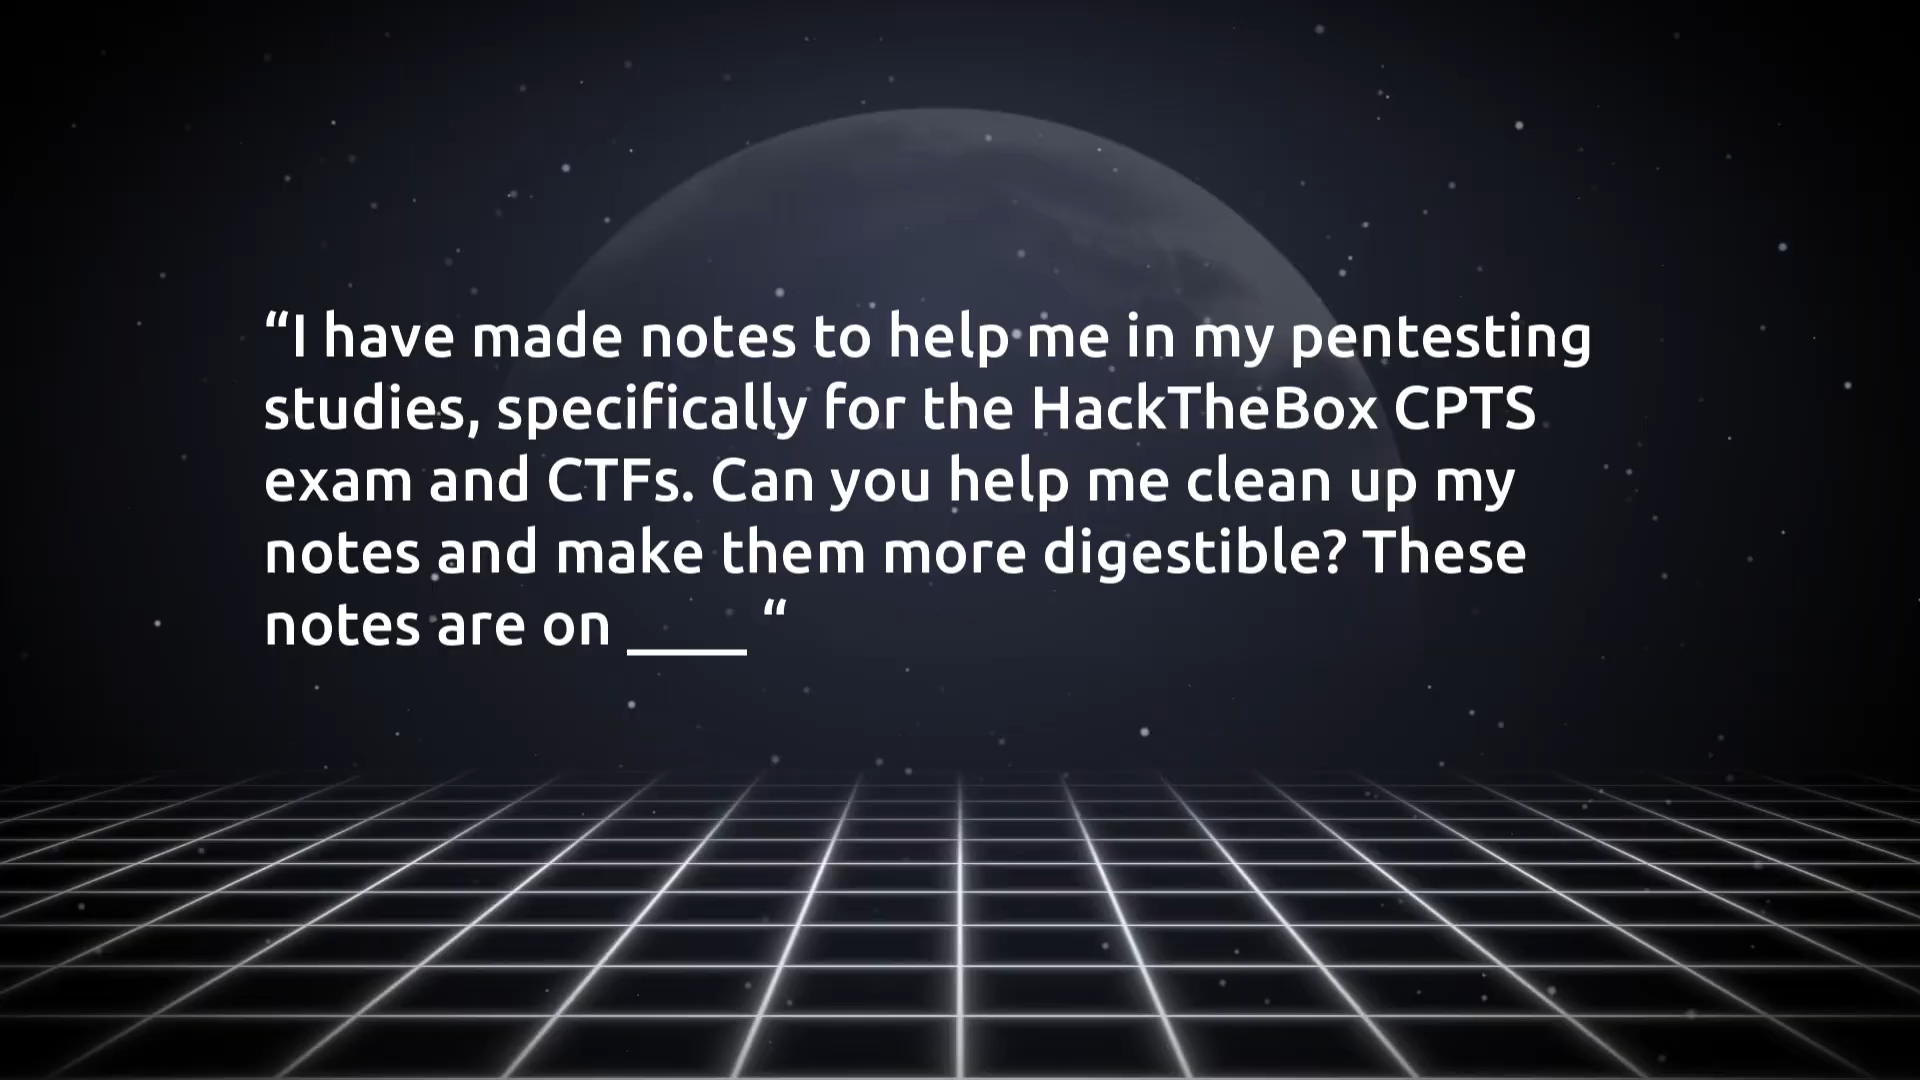 “I have made notes to help me in my pentesting
studies, specifically for the HackTheBox CPTS
exam and CTFs. Can you help me clean up my
notes and make them more digestible? These
notes are on ____ “